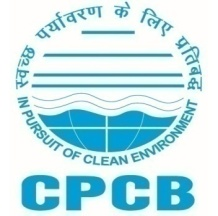 स्वच्छ पर्यावरण के लिए प्रतिबद्ध
IN PURSUIT OF CLEAN ENVIRONMENT
CPCB